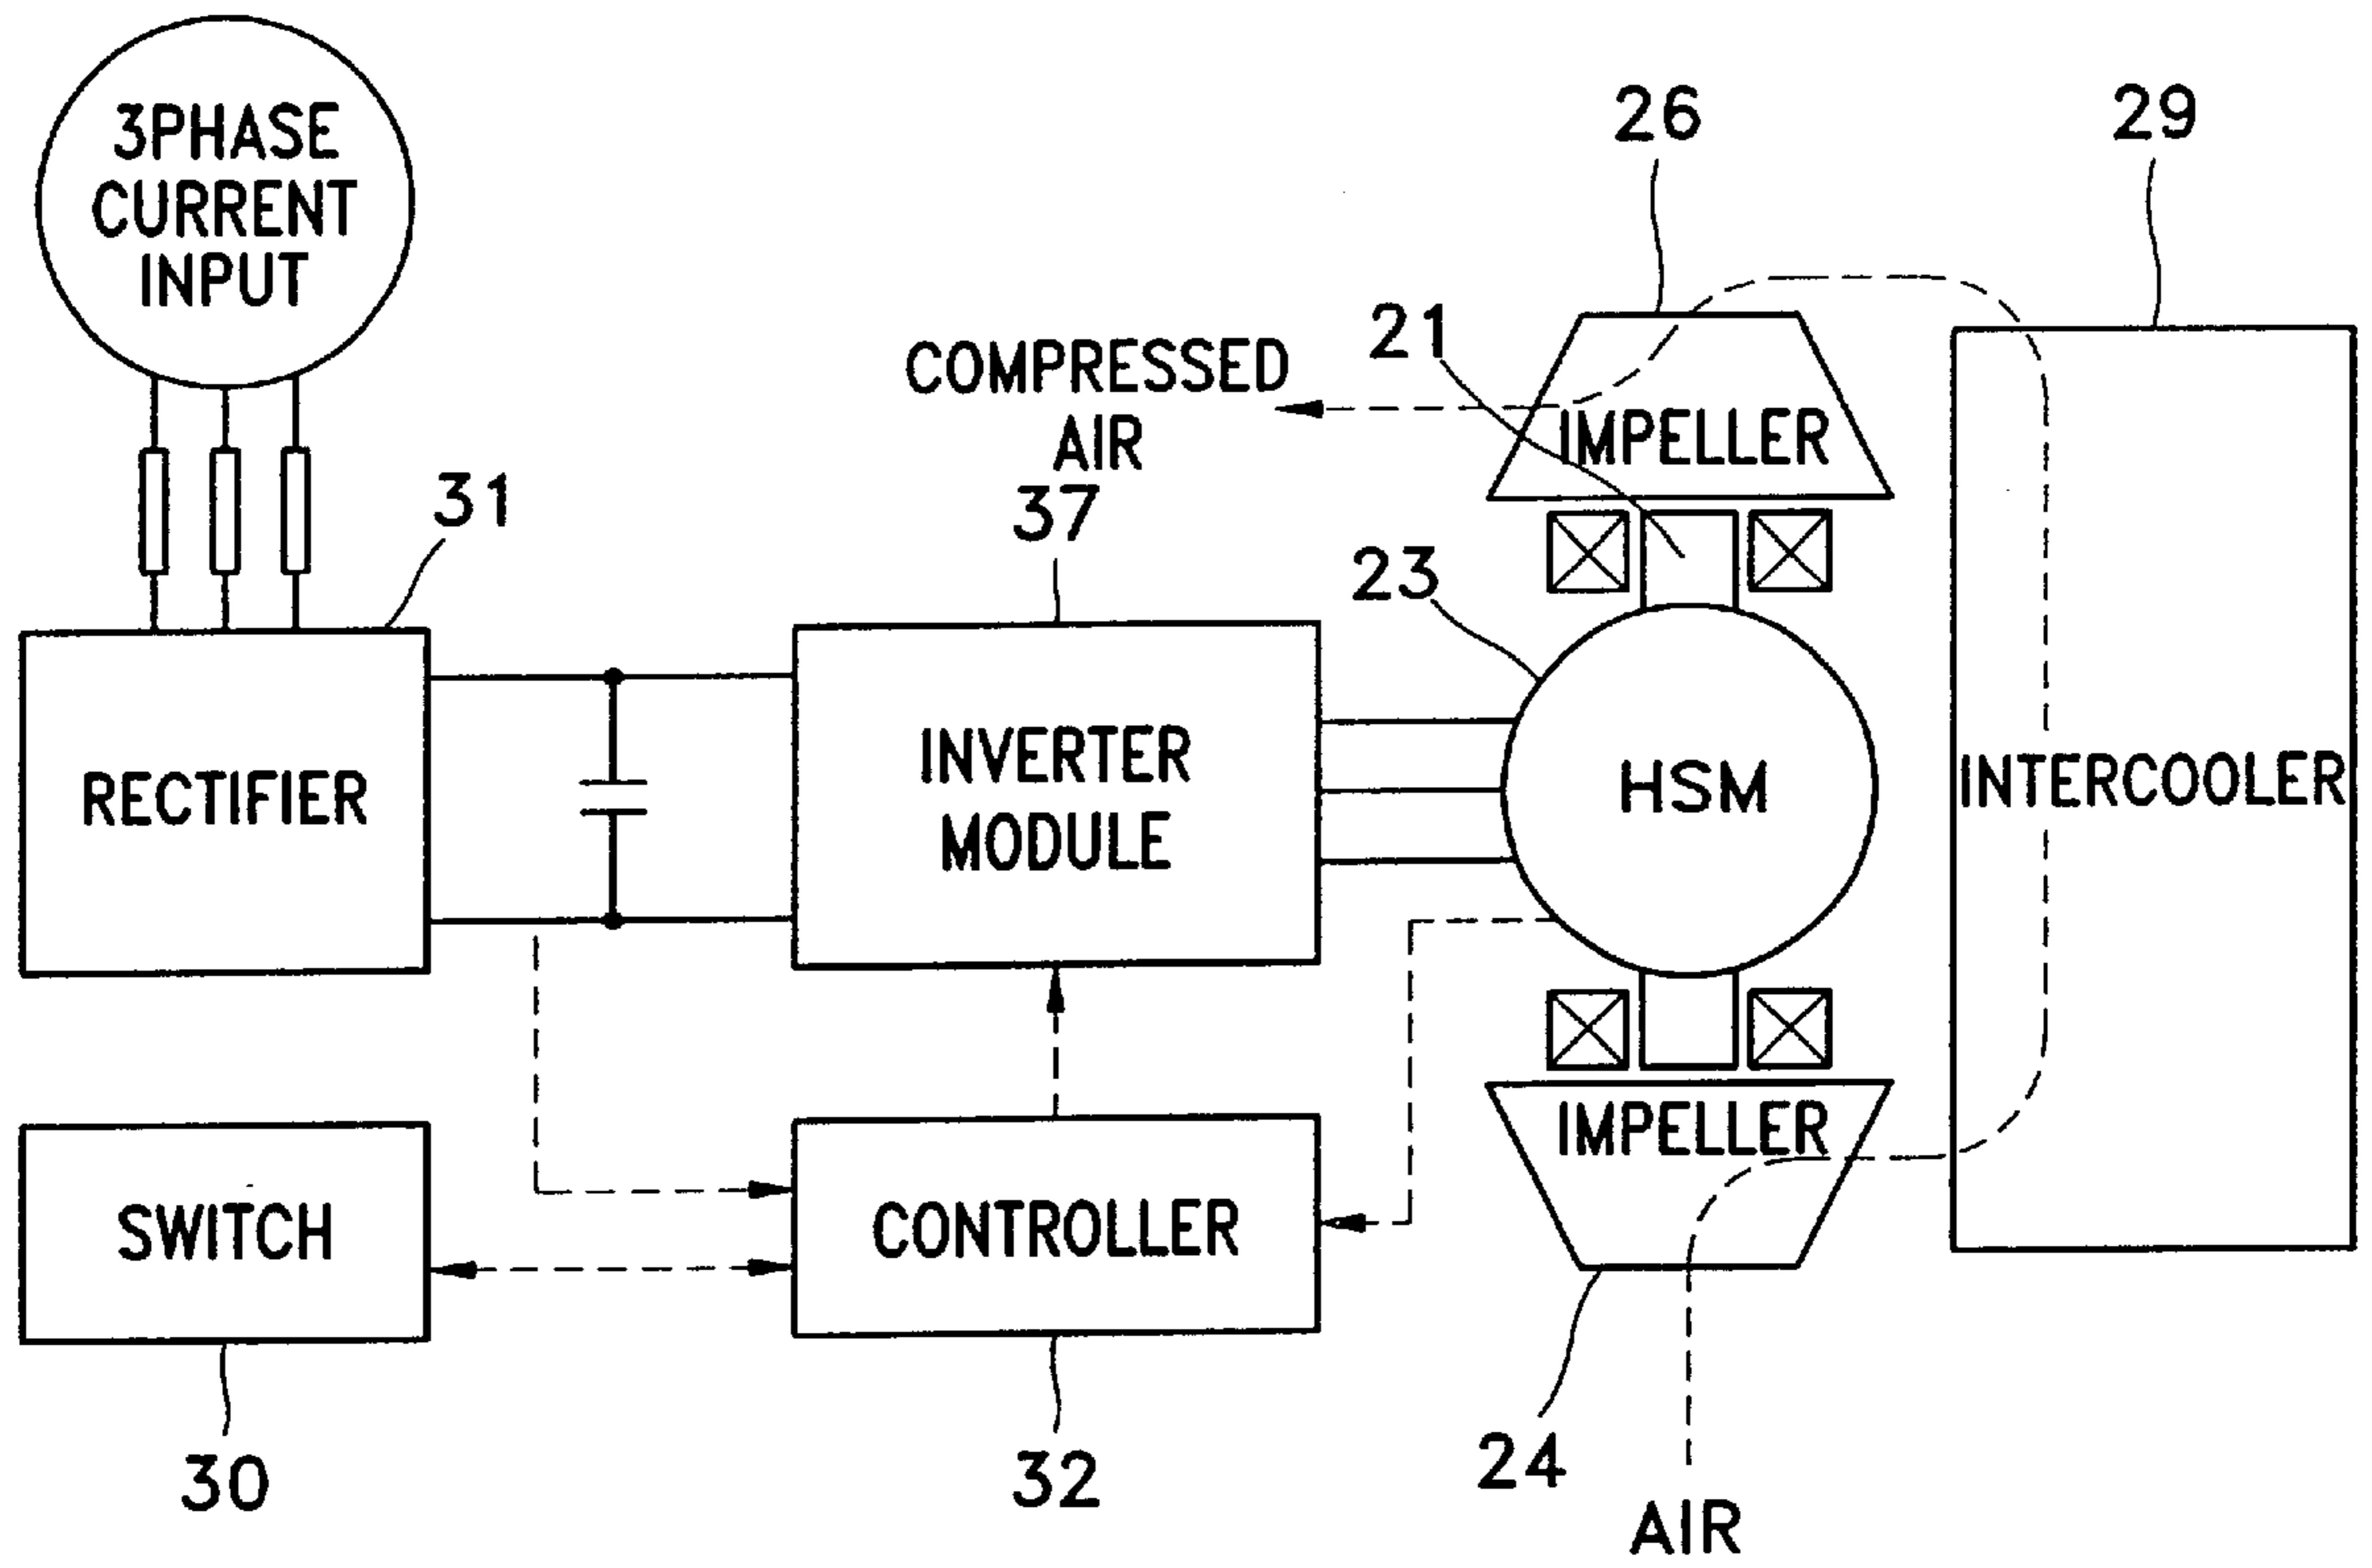 3PHASE
CURRENT
INPUT
26
29
21
COMPRESSED
AIR
IMPELLER
31
37
23
RECTIFIER
INVERTER
MODULE
HSM
INTERCOOLER
IMPELLER
SWITCH
CONTROLLER
30
32
24
AIR